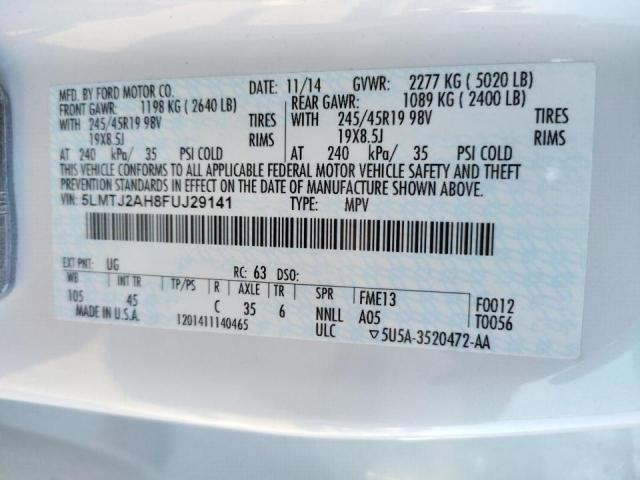 MFD. BY FORD MOTOR CO.
DATE: 11/14 GVWR: 2277 KG ( 5020 LB)
FRONT GAWR: 1198 KG ( 2640 LB)
REAR GAWR: 1089 KG ( 2400 LB)
WITH 245/45R19 98V TIRES
WITH 245/45R19 98V TIRES
19X8.5J RIMS
19X8.5J RIMS
AT 240 kPa/ 35 PSI COLD
AT 240 kPa/ 35 PSI COLD
THIS VEHICLE CONFORMS TO ALL APPLICABLE FEDERAL MOTOR VEHICLE SAFETY AND THEFT
PREVENTION STANDARDS IN EFFECT ON THE DATE OF MANUFACTURE SHOWN ABOVE.
VIN: 5LMTJ2AH8FUJ29141 TYPE: MPV
EXT PNT: UG RC: 63 DSO:
WB INT TR TP/PS R AXLE TR SPR FME13 F0012
105 45 C 35 6 NNLL A05 T0056
MADE IN U.S.A. 1201411140465 ULC ▽5U5A-3520472-AA